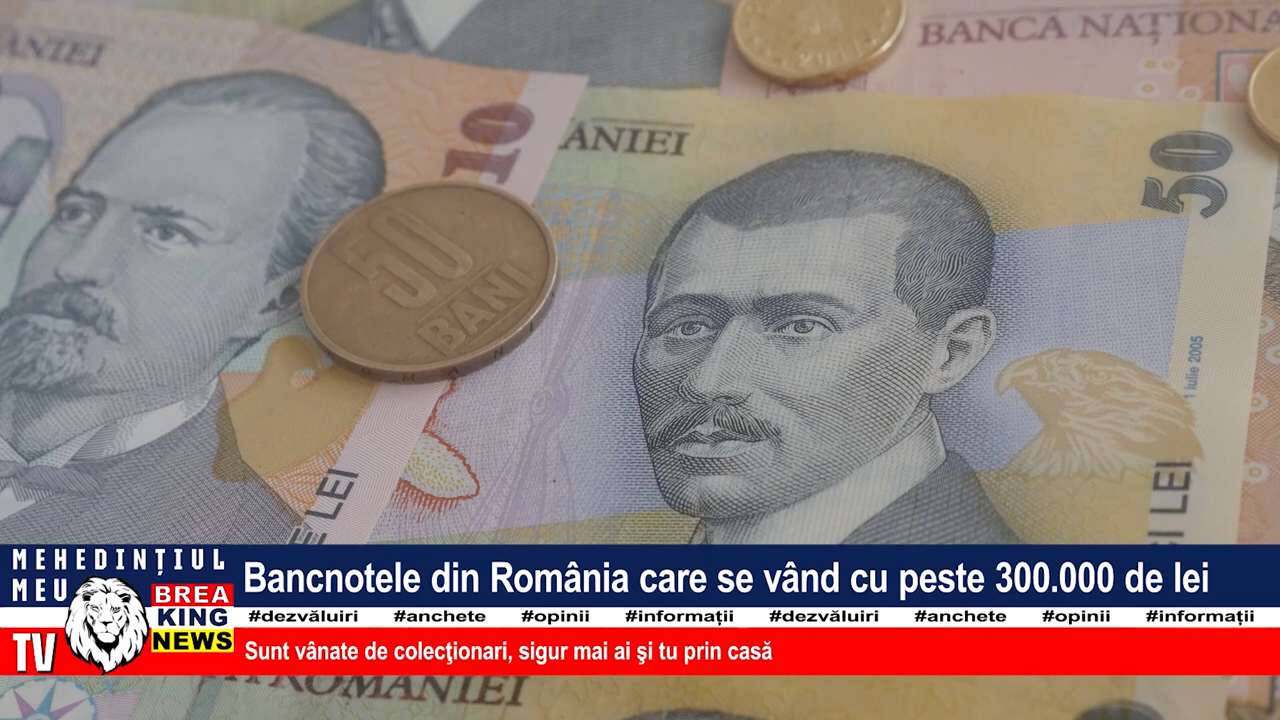 ANIEI
10
BANCA NAȚIONA
ANIEI
50
50
BANI
1 iulie 2005
E LEI
LEI
MEHEDINȚIUL
MEU
TV
BREA
KING
NEWS
Bancnotele din România care se vând cu peste 300.000 de lei
#dezvăluiri #anchete #opinii #informații #dezvăluiri #anchete #opinii #informații
Sunt vânate de colecţionari, sigur mai ai şi tu prin casă
ROMANIEI